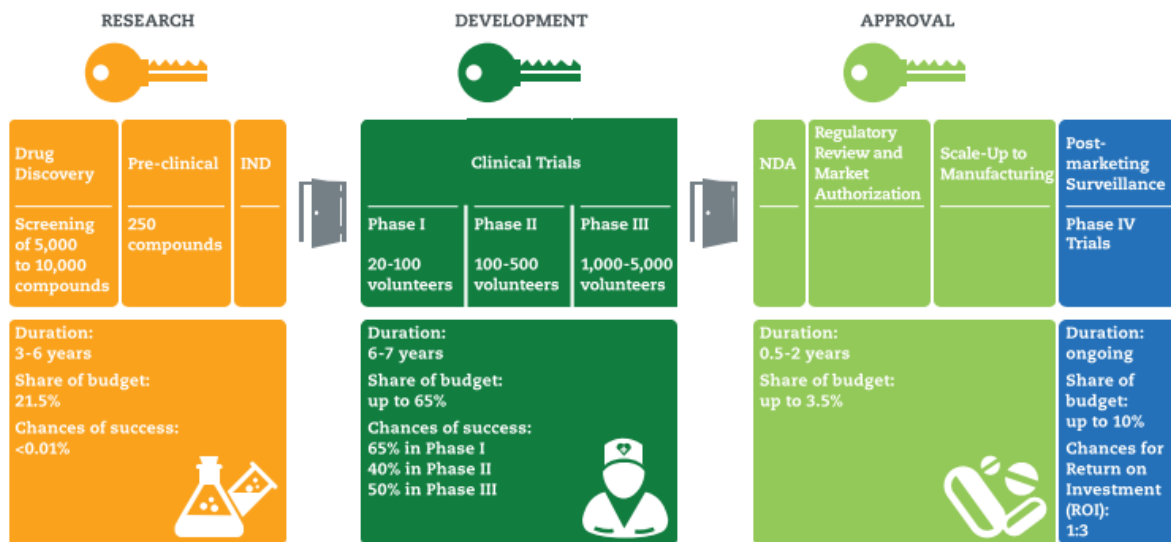 RESEARCH
Drug
Discovery
Screening
of 5,000
to 10,000
compounds
Pre-clinical
250
compounds
IND
Duration:
3-6 years
Share of budget:
21.5%
Chances of success:
<0.01%
DEVELOPMENT
Clinical Trials
Phase I
20-100
volunteers
Phase II
100-500
volunteers
Phase III
1,000-5,000
volunteers
Duration:
6-7 years
Share of budget:
up to 65%
Chances of success:
65% in Phase I
40% in Phase II
50% in Phase III
APPROVAL
NDA
Regulatory
Review and
Market
Authorization
Scale-Up to
Manufacturing
Duration:
0.5-2 years
Share of budget:
up to 3.5%
Post-
marketing
Surveillance
Phase IV
Trials
Duration:
ongoing
Share of
budget:
up to 10%
Chances for
Return on
Investment
(ROI):
1:3